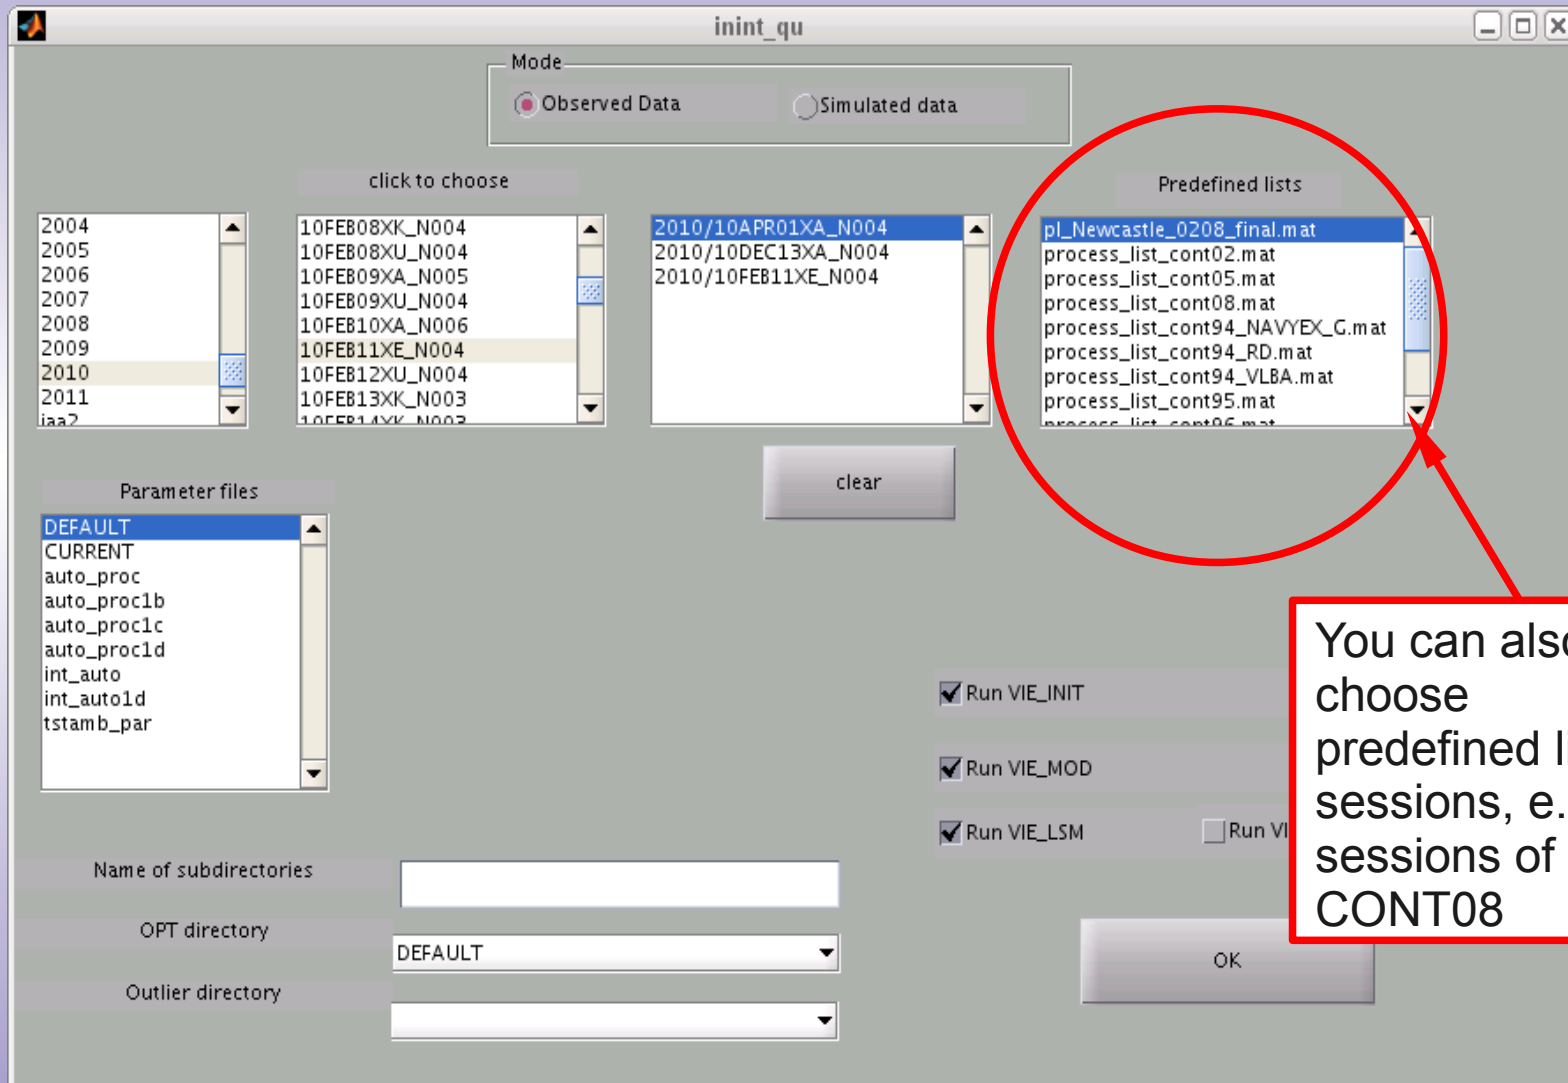 inint_qu
Mode
Observed Data
Simulated data
click to choose
Predefined lists
2004
2005
2006
2007
2008
2009
2010
2011
iaa2
10FEB08XK_N004
10FEB08XU_N004
10FEB09XA_N005
10FEB09XU_N004
10FEB10XA_N006
10FEB11XE_N004
10FEB12XU_N004
10FEB13XK_N003
10FEB14XK_N003
2010/10APR01XA_N004
2010/10DEC13XA_N004
2010/10FEB11XE_N004
pl_Newcastle_0208_final.mat
process_list_cont02.mat
process_list_cont05.mat
process_list_cont08.mat
process_list_cont94_NAVYEX_G.mat
process_list_cont94_RD.mat
process_list_cont94_VLBA.mat
process_list_cont95.mat
process_list_cont96.mat
clear
Parameter files
DEFAULT
CURRENT
auto_proc
auto_proc1b
auto_proc1c
auto_proc1d
int_auto
int_auto1d
tstamb_par
Run VIE_INIT
Run VIE_MOD
Run VIE_LSM
Run VI
You can also
choose
predefined l
sessions, e.
sessions of
CONT08
Name of subdirectories
OPT directory
DEFAULT
Outlier directory
OK